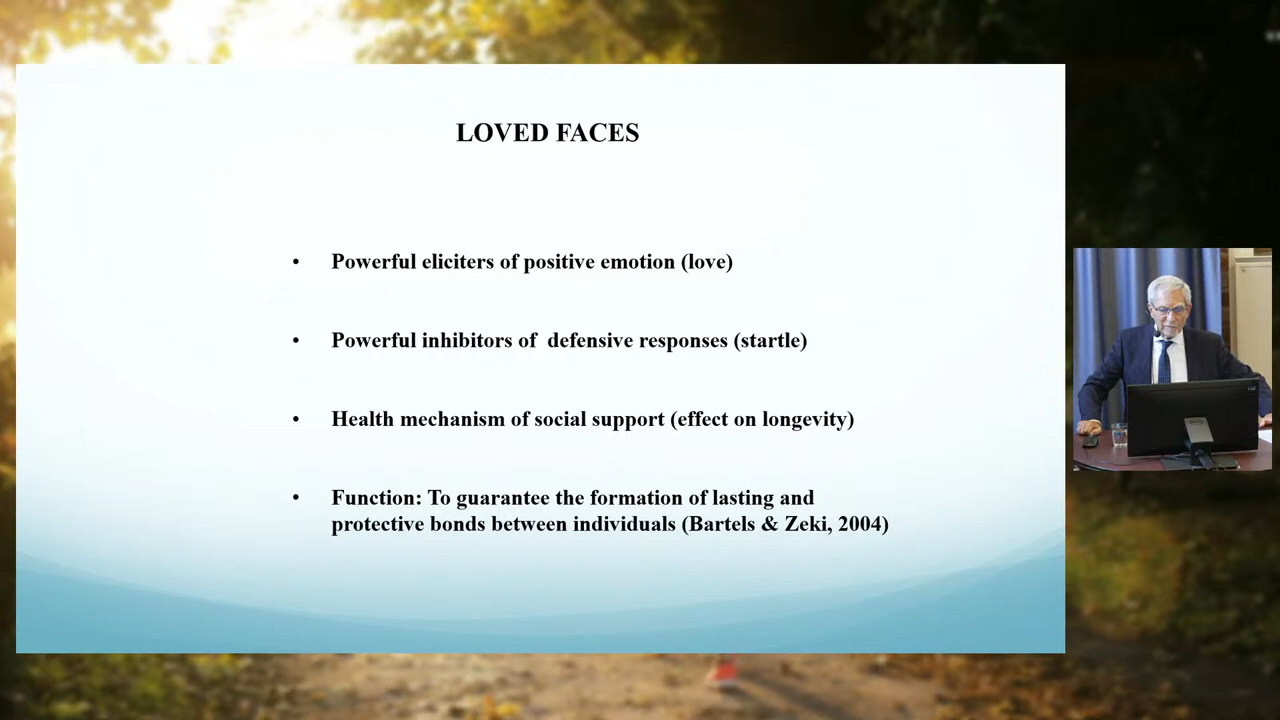 LOVED FACES
• Powerful eliciters of positive emotion (love)
• Powerful inhibitors of defensive responses (startle)
• Health mechanism of social support (effect on longevity)
• Function: To guarantee the formation of lasting and
protective bonds between individuals (Bartels & Zeki, 2004)